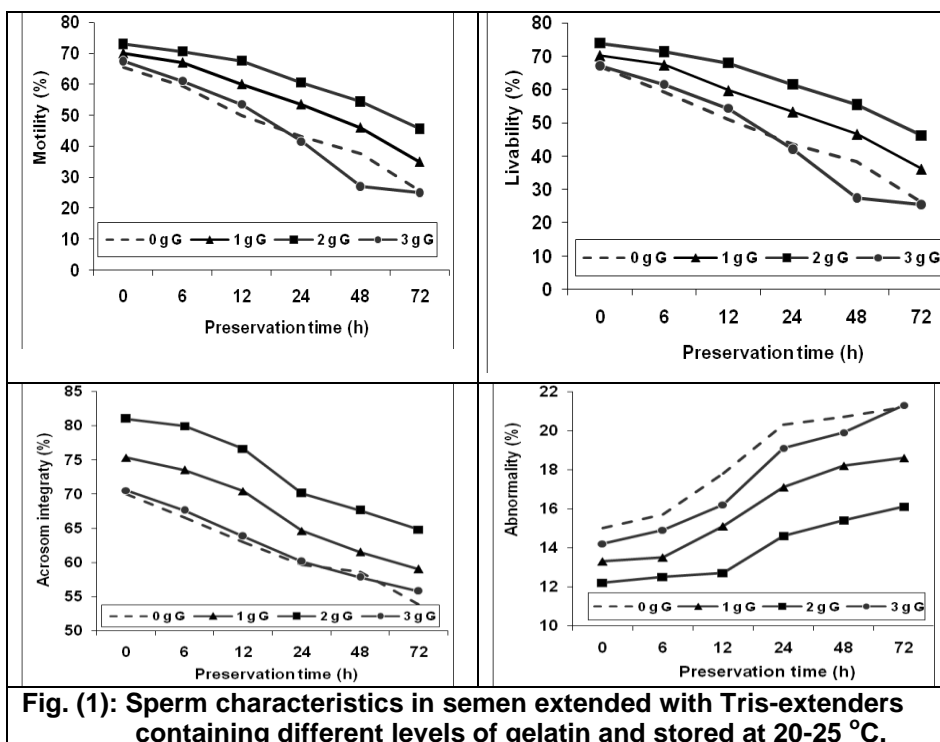 80
70
60
50
40
30
20
10
0
Motility (%)
0 g G 1 g G 2 g G 3 g G
0 6 12 24 48 72
Preservation time (h)
80
70
60
50
40
30
20
10
0
Livability (%)
0 g G 1 g G 2 g G 3 g G
0 6 12 24 48 72
Preservation time (h)
85
80
75
70
65
60
55
50
Acrosom integraty (%)
0 g G 1 g G 2 g G 3 g G
0 6 12 24 48 72
Preservation time (h)
22
20
18
16
14
12
10
Abnormality (%)
0 g G 1 g G 2 g G 3 g G
0 6 12 24 48 72
Preservation time (h)
Fig. (1): Sperm characteristics in semen extended with Tris-extenders
containing different levels of gelatin and stored at 20-25 °C.